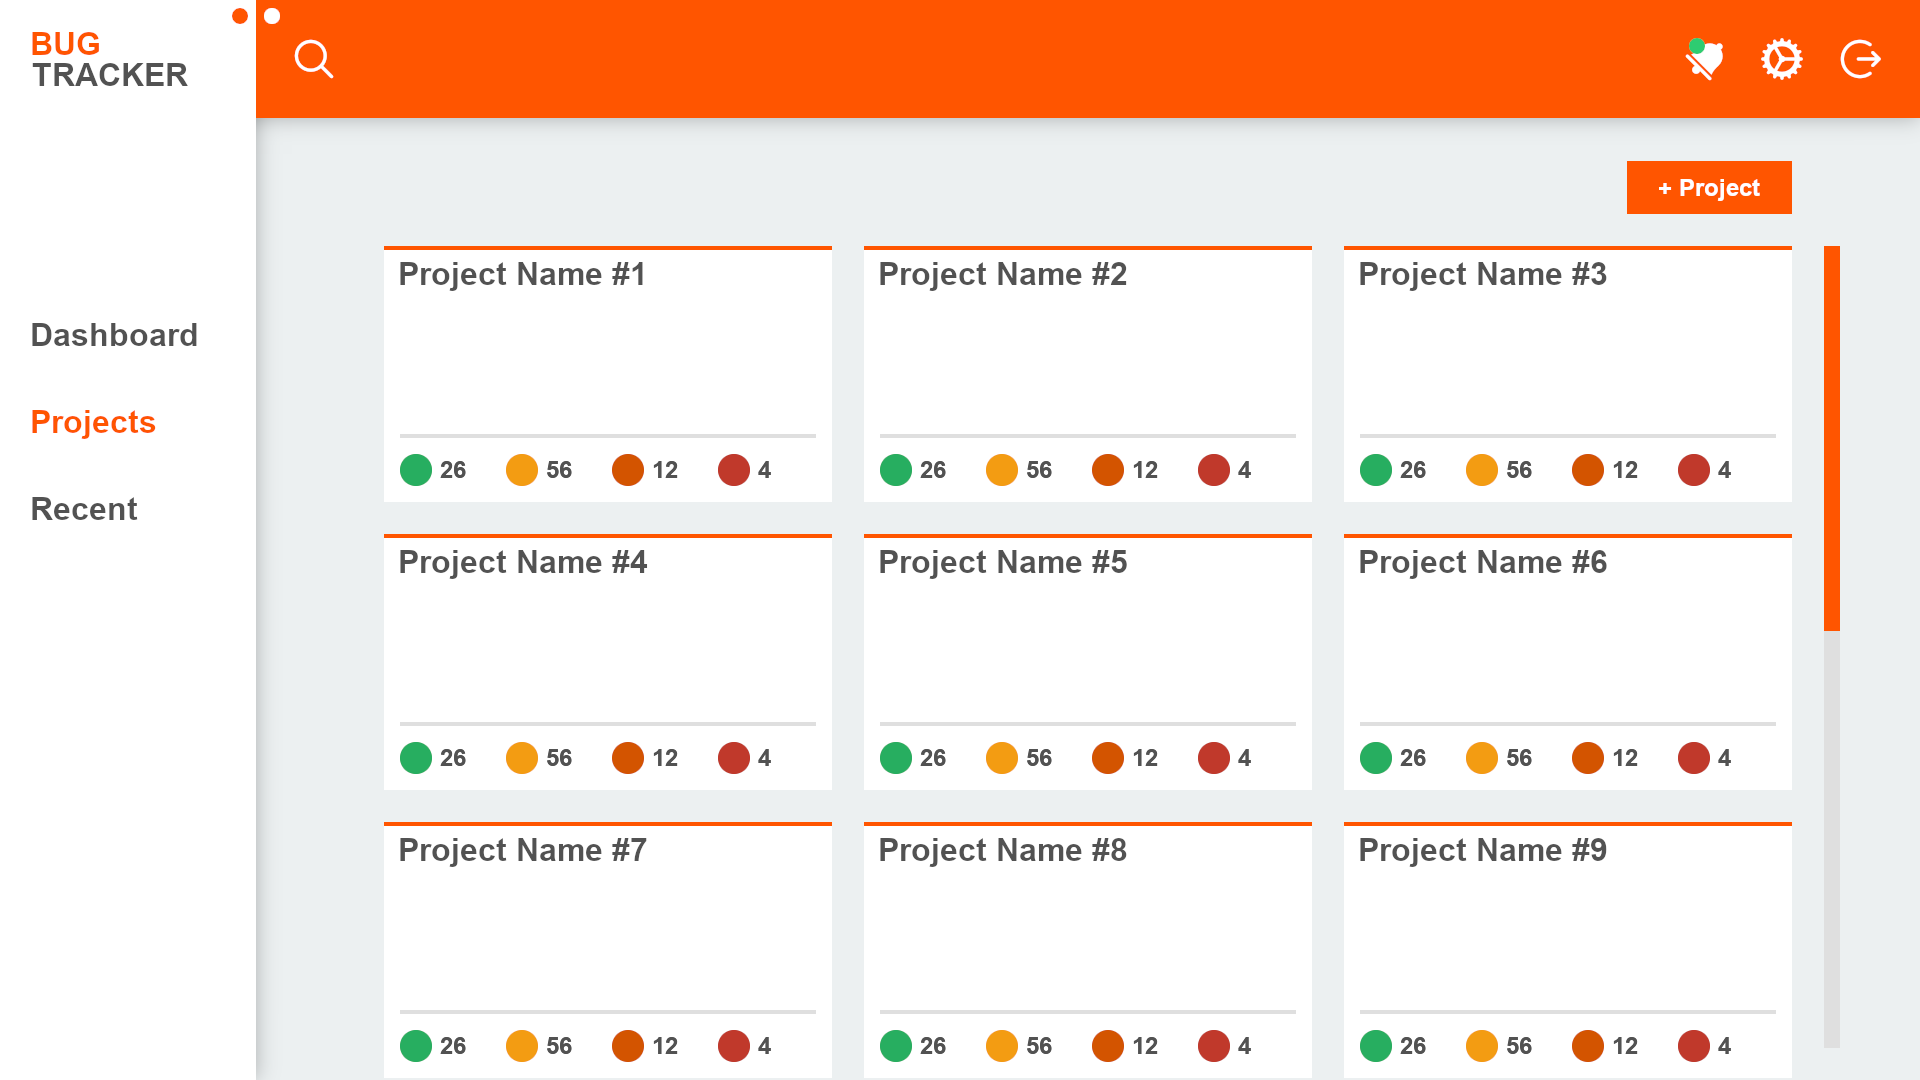 BUG
TRACKER
Dashboard
Projects
Recent
+ Project
Project Name #1
26 56 12 4
Project Name #2
26 56 12 4
Project Name #3
26 56 12 4
Project Name #4
26 56 12 4
Project Name #5
26 56 12 4
Project Name #6
26 56 12 4
Project Name #7
26 56 12 4
Project Name #8
26 56 12 4
Project Name #9
26 56 12 4